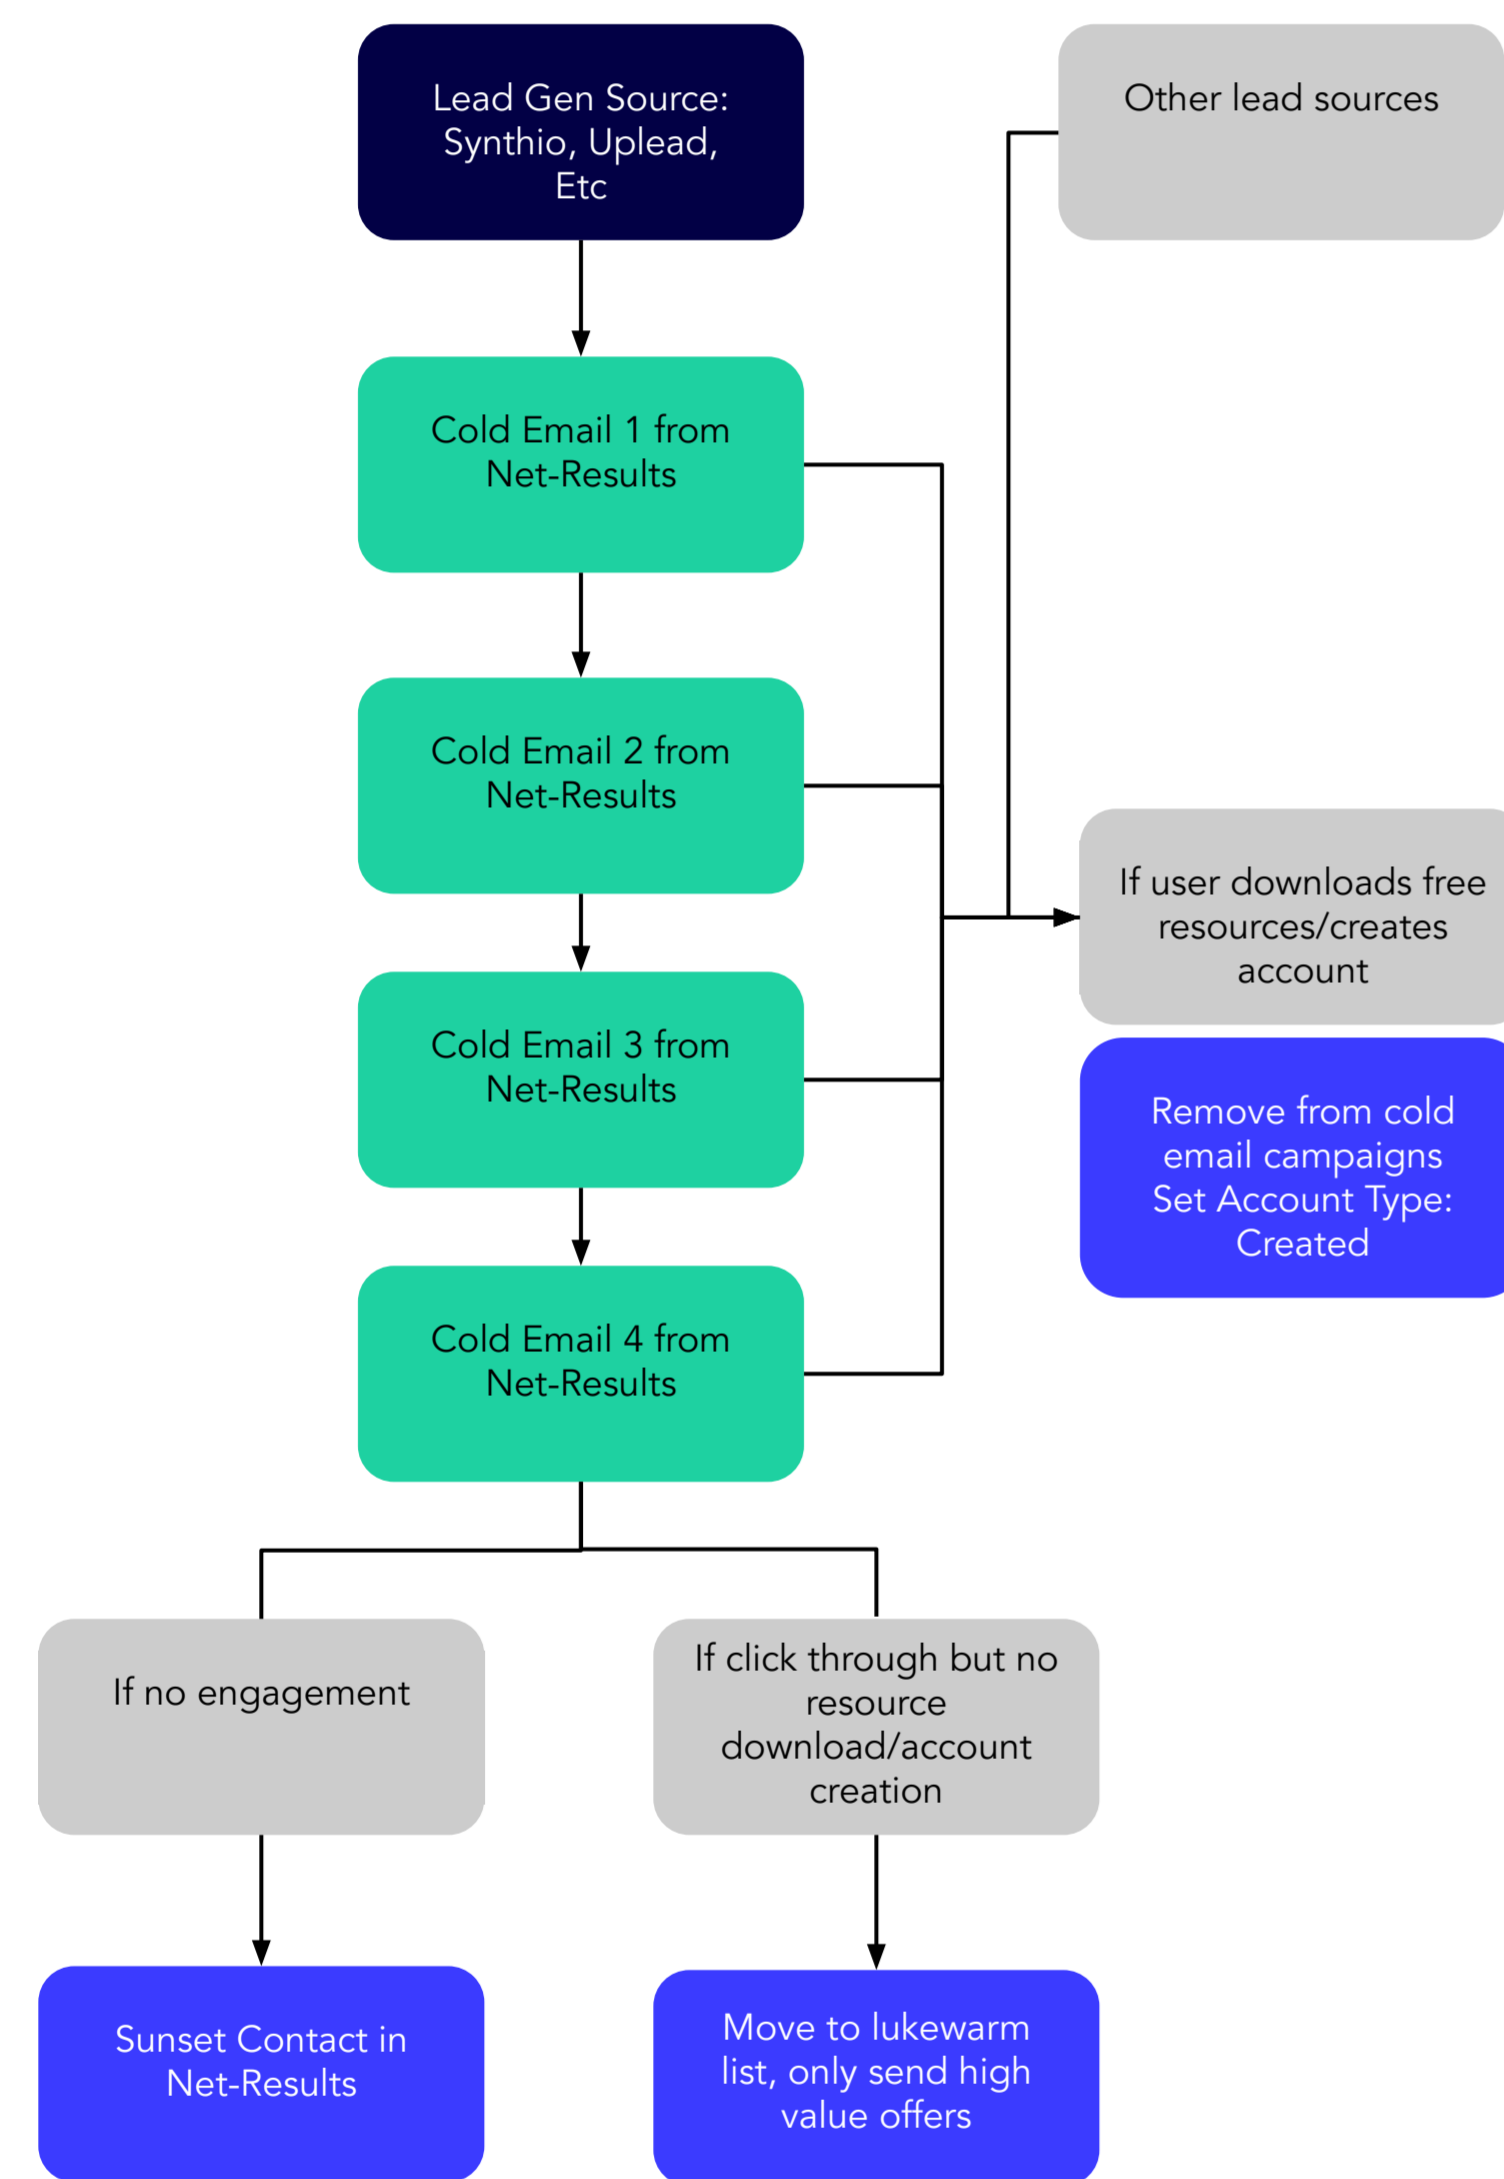 Lead Gen Source:
Synthio, Uplead,
Etc
Other lead sources
Cold Email 1 from
Net-Results
Cold Email 2 from
Net-Results
If user downloads free
resources/creates
account
Cold Email 3 from
Net-Results
Remove from cold
email campaigns
Set Account Type:
Created
Cold Email 4 from
Net-Results
If no engagement
If click through but no
resource
download/account
creation
Sunset Contact in
Net-Results
Move to lukewarm
list, only send high
value offers